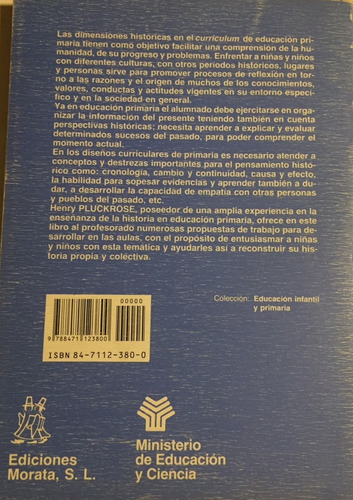 Las dimensiones históricas en el curriculum de educación pri-
maria tienen como objetivo facilitar una comprensión de la hu-
manidad, de su progreso y problemas. Enfrentar a niñas y niños
con diferentes culturas, con otros periodos históricos, lugares
y personas sirve para promover procesos de reflexión en tor-
no a las razones y el origen de muchos de los conocimientos,
valores, conductas y actitudes vigentes en su entorno especí-
fico y en la sociedad en general.
Ya en educación primaria el alumnado debe ejercitarse en orga-
nizar la información del presente teniendo también en cuenta
perspectivas históricas; necesita aprender a explicar y evaluar
determinados sucesos del pasado, para poder comprender el
momento actual.
En los diseños curriculares de primaria es necesario atender a
conceptos y destrezas importantes para el pensamiento histó-
rico como: cronología, cambio y continuidad, causa y efecto,
la habilidad para sopesar evidencias y aprender también a du-
dar, a desarrollar la capacidad de empatía con otras personas
y pueblos del pasado, etc.
Henry PLUCKROSE, poseedor de una amplia experiencia en la
enseñanza de la historia en educación primaria, ofrece en este
libro al profesorado numerosas propuestas de trabajo para de-
sarrollar en las aulas, con el propósito de entusiasmar a niñas
y niños con esta temática y ayudarles así a reconstruir su his-
toria propia y colectiva.
00000
9 788471 123800
ISBN 84-7112-380-0
Colección: Educación infantil
y primaria
Ediciones
Morata, S. L.
Ministerio
de Educación
y Ciencia